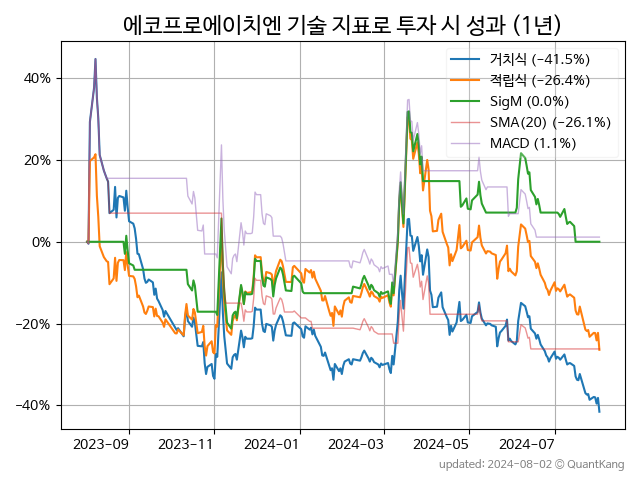 에코프로에이치엔 기술 지표로 투자 시 성과 (1년)
거치식 (−41.5%)
적립식 (−26.4%)
SigM (0.0%)
SMA(20) (−26.1%)
MACD (1.1%)
40%
20%
0%
−20%
−40%
2023−09 2023−11 2024−01 2024−03 2024−05 2024−07
updated: 2024-08-02 © QuantKang